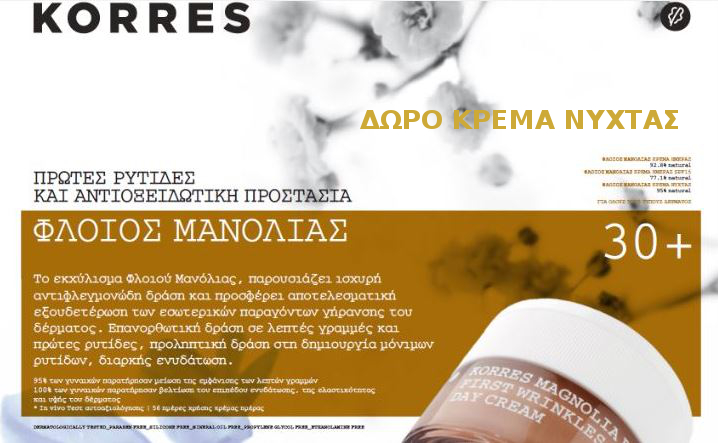 KORRES
ΔΩΡΟ ΚΡΕΜΑ ΝΥΧΤΑΣ
ΦΛΟΙΟΣ ΜΑΝΟΛΙΑΣ ΚΡΕΜΑ ΗΜΕΡΑΣ
92.8% natural
ΦΛΟΙΟΣ ΜΑΝΟΛΙΑΣ ΚΡΕΜΑ ΗΜΕΡΑΣ SPF15
77.1% natural
ΦΛΟΙΟΣ ΜΑΝΟΛΙΑΣ ΚΡΕΜΑ ΝΥΧΤΑΣ
95% natural
ΓΙΑ ΟΛΟΥΣ ΤΟΥΣ ΤΥΠΟΥΣ ΔΕΡΜΑΤΟΣ
ΠΡΩΤΕΣ ΡΥΤΙΔΕΣ
ΚΑΙ ΑΝΤΙΟΞΕΙΔΩΤΙΚΗ ΠΡΟΣΤΑΣΙΑ
ΦΛΟΙΟΣ ΜΑΝΟΛΙΑΣ
30+
Το εκχύλισμα Φλοιού Μανόλιας, παρουσιάζει ισχυρή
αντιφλεγμονώδη δράση και προσφέρει αποτελεσματική
εξουδετέρωση των εσωτερικών παραγόντων γήρανσης του
δέρματος. Επανορθωτική δράση σε λεπτές γραμμές και
πρώτες ρυτίδες, προληπτική δράση στη δημιουργία μόνιμων
ρυτίδων, διαρκής ενυδάτωση.
95% των γυναικών παρατήρησαν μείωση της εμφάνισης των λεπτών γραμμών
100% των γυναικών παρατήρησαν βελτίωση του επιπέδου ενυδάτωσης, της ελαστικότητας
και υφής του δέρματος
* In vivo Τεστ αυτοαξιολόγησης | 56 ημέρες χρήσης κρέμας ημέρας
DERMATOLOGICALLY TESTED_PARABEN FREE_SILICONE FREE_MINERAL OIL FREE_PROPYLENE GLYCOL FREE_ETHANOLAMINE FREE
KORRES MAGNOLIA
FIRST WRINKLES
DAY CREAM